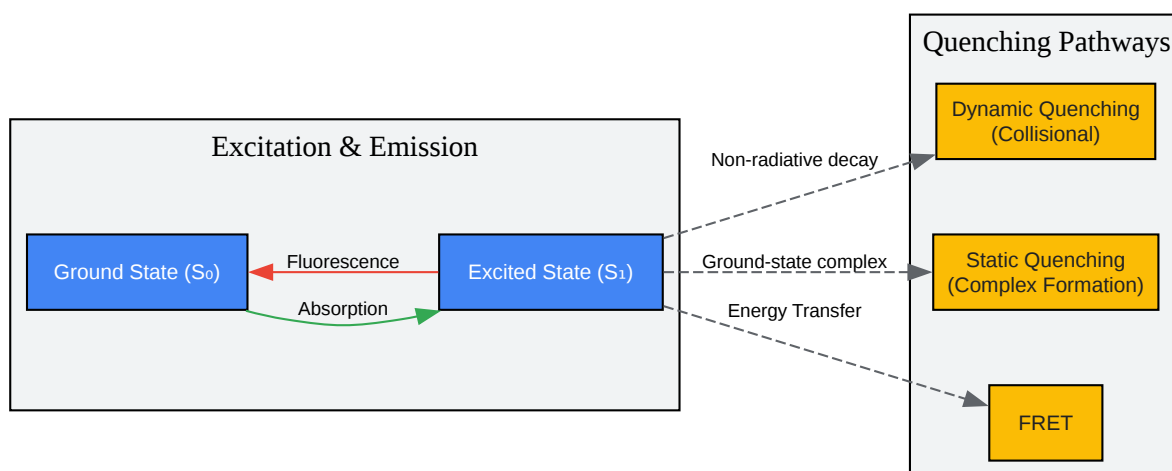 Quenching Pathways
Excitation & Emission
Dynamic Quenching
(Collisional)
Non-radiative decay
Ground State (S₀)
Fluorescence
Absorption
Excited State (S₁)
Ground-state complex
Static Quenching
(Complex Formation)
Energy Transfer
FRET